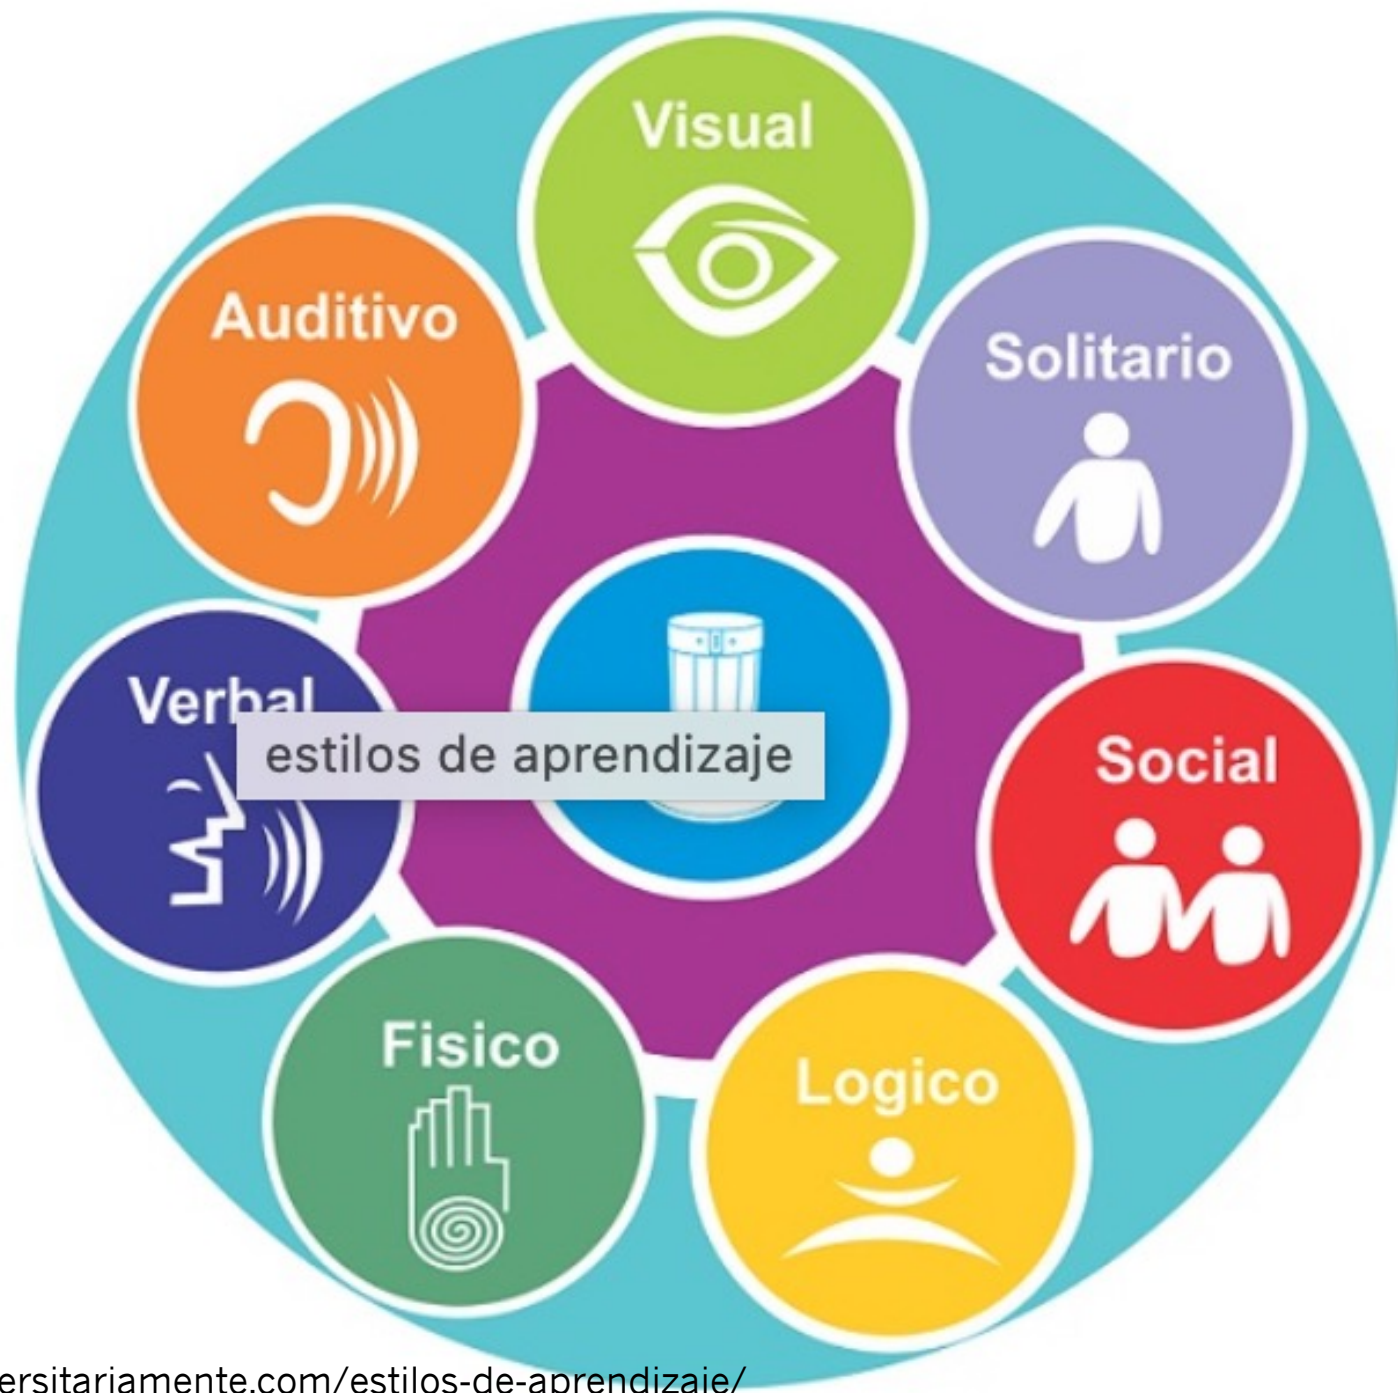 Visual
Auditivo
Solitario
Verbal
estilos de aprendizaje
Social
Fisico
Logico
ersitariamente.com/estilos-de-aprendizaje/